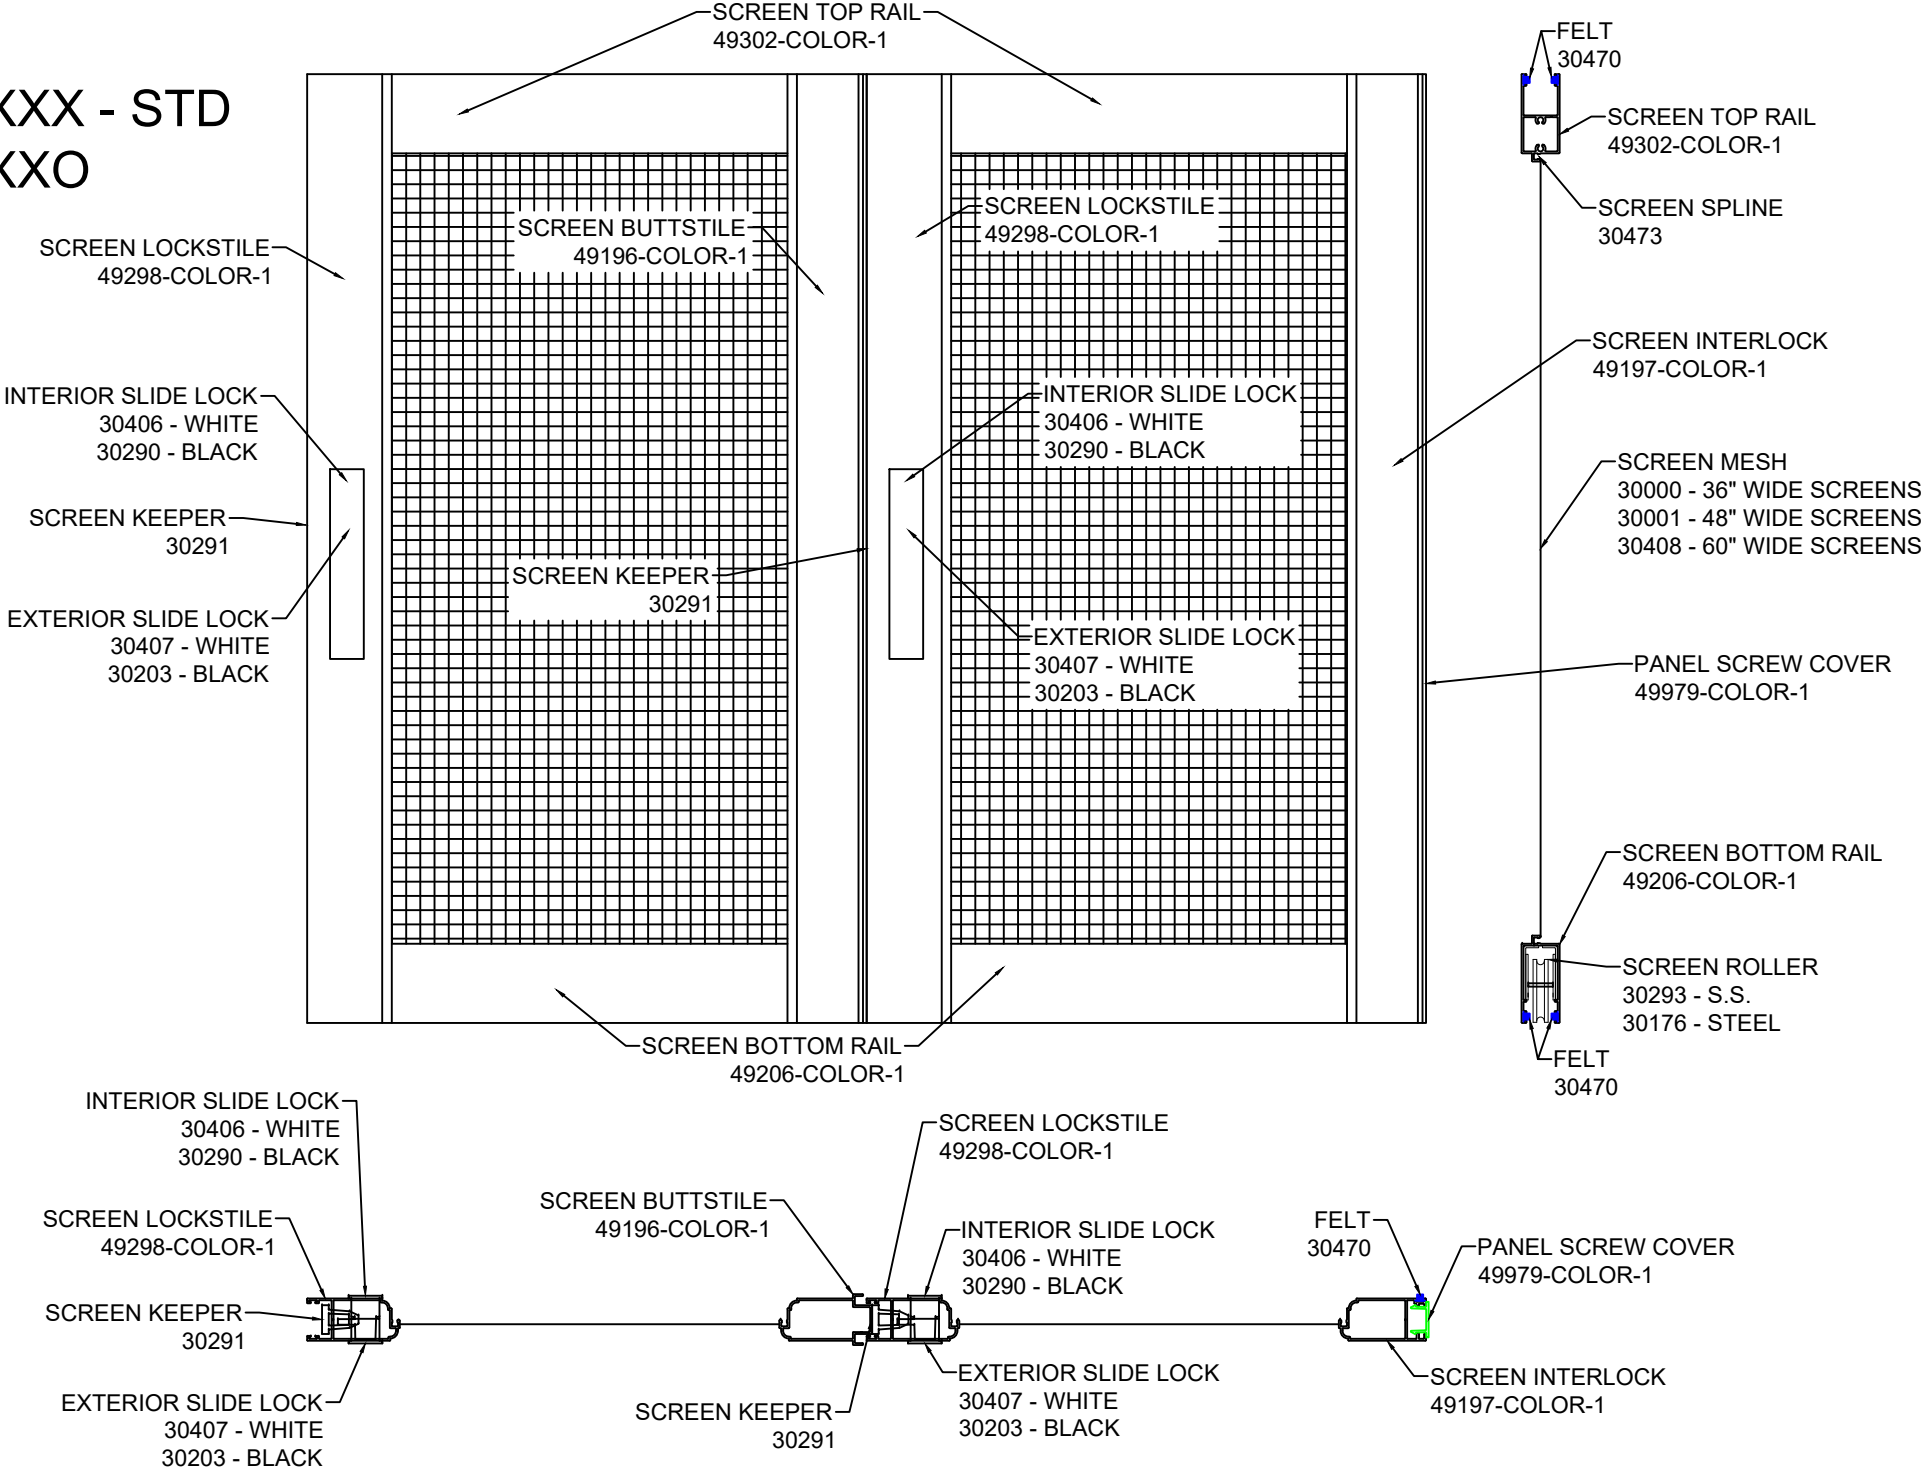 XXX - STD
XXO
SCREEN TOP RAIL
49302-COLOR-1
FELT
30470
SCREEN TOP RAIL
49302-COLOR-1
SCREEN SPLINE
30473
SCREEN LOCKSTILE
49298-COLOR-1
SCREEN BUTTSTILE
49196-COLOR-1
SCREEN LOCKSTILE
49298-COLOR-1
SCREEN INTERLOCK
49197-COLOR-1
INTERIOR SLIDE LOCK
30406 - WHITE
30290 - BLACK
INTERIOR SLIDE LOCK
30406 - WHITE
30290 - BLACK
SCREEN MESH
30000 - 36" WIDE SCREENS
30001 - 48" WIDE SCREENS
30408 - 60" WIDE SCREENS
SCREEN KEEPER
30291
SCREEN KEEPER
30291
EXTERIOR SLIDE LOCK
30407 - WHITE
30203 - BLACK
EXTERIOR SLIDE LOCK
30407 - WHITE
30203 - BLACK
PANEL SCREW COVER
49979-COLOR-1
SCREEN BOTTOM RAIL
49206-COLOR-1
SCREEN ROLLER
30293 - S.S.
30176 - STEEL
FELT
30470
SCREEN BOTTOM RAIL
49206-COLOR-1
INTERIOR SLIDE LOCK
30406 - WHITE
30290 - BLACK
SCREEN LOCKSTILE
49298-COLOR-1
SCREEN KEEPER
30291
EXTERIOR SLIDE LOCK
30407 - WHITE
30203 - BLACK
SCREEN BUTTSTILE
49196-COLOR-1
SCREEN LOCKSTILE
49298-COLOR-1
INTERIOR SLIDE LOCK
30406 - WHITE
30290 - BLACK
EXTERIOR SLIDE LOCK
30407 - WHITE
30203 - BLACK
SCREEN KEEPER
30291
FELT
30470
PANEL SCREW COVER
49979-COLOR-1
SCREEN INTERLOCK
49197-COLOR-1